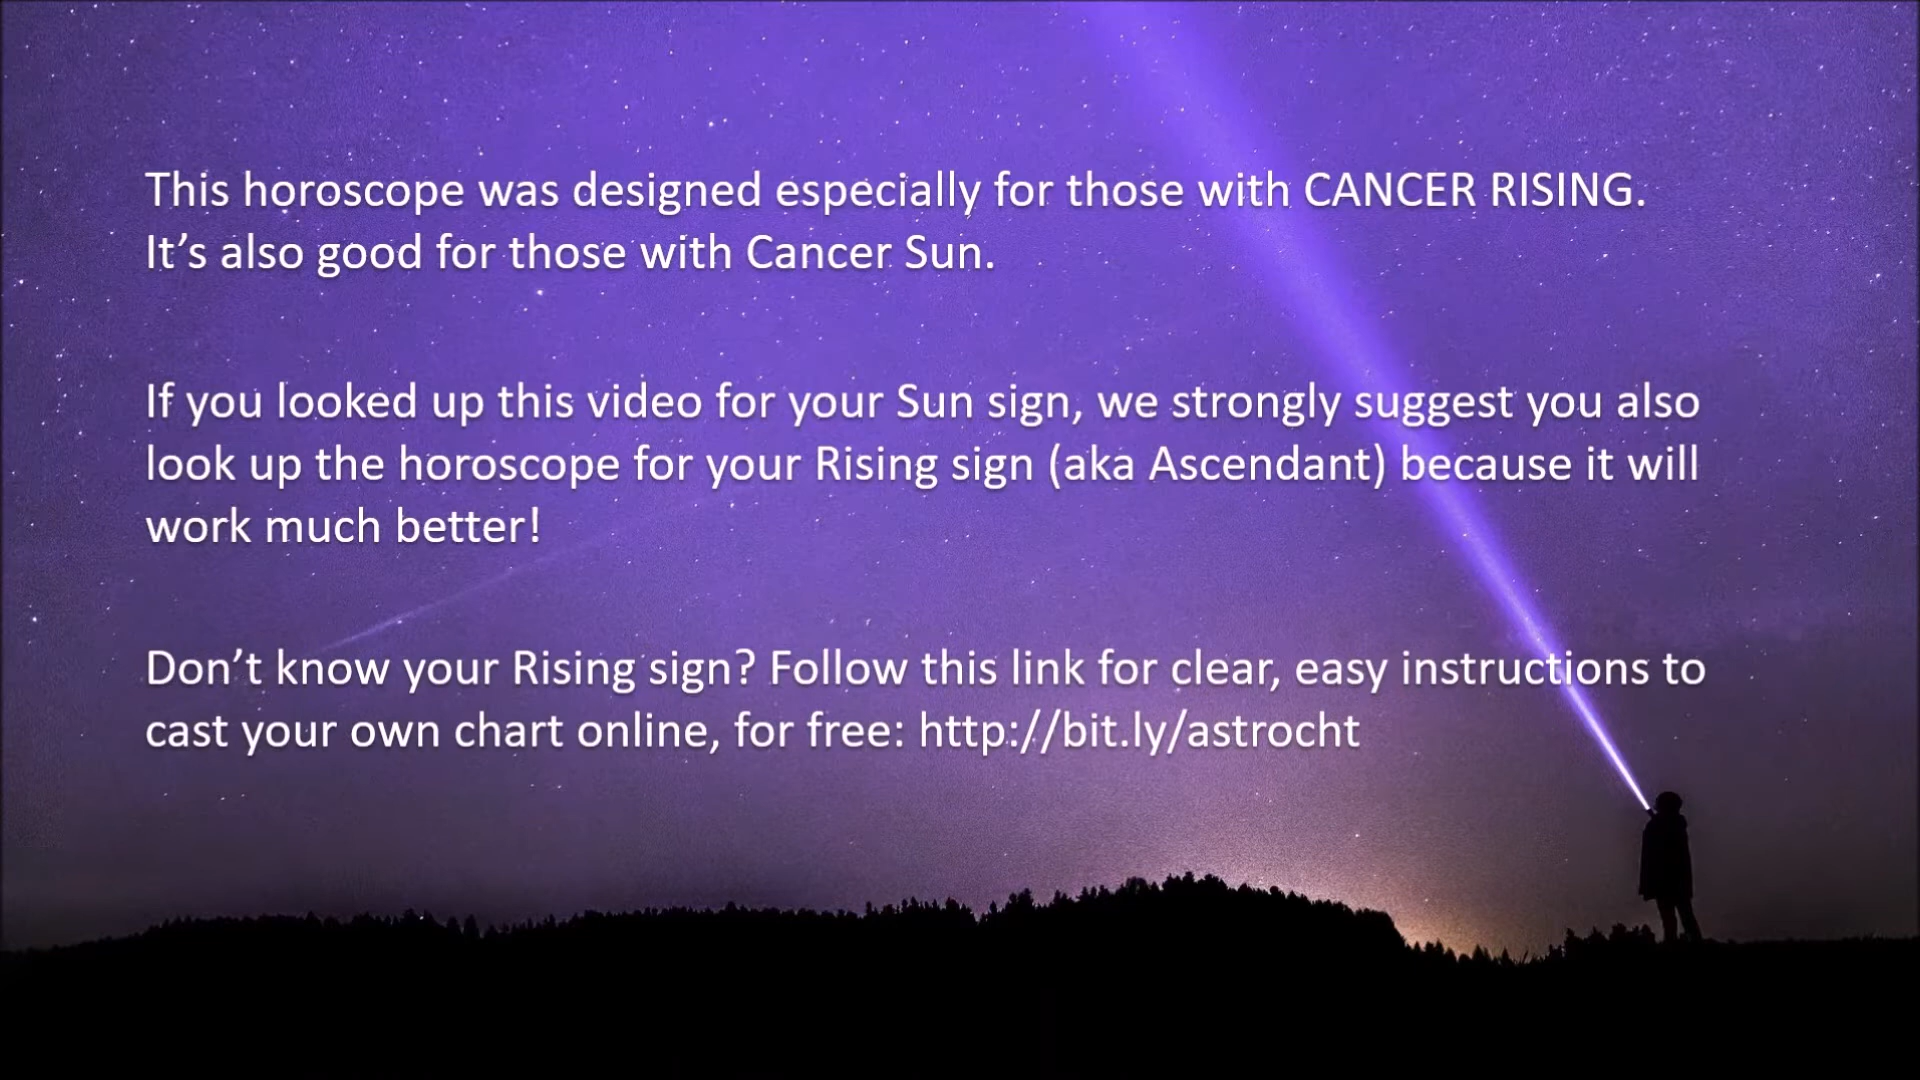 This horoscope was designed especially for those with CANCER RISING.
It’s also good for those with Cancer Sun.
If you looked up this video for your Sun sign, we strongly suggest you also
look up the horoscope for your Rising sign (aka Ascendant) because it will
work much better!
Don’t know your Rising sign? Follow this link for clear, easy instructions to
cast your own chart online, for free: http://bit.ly/astrocht